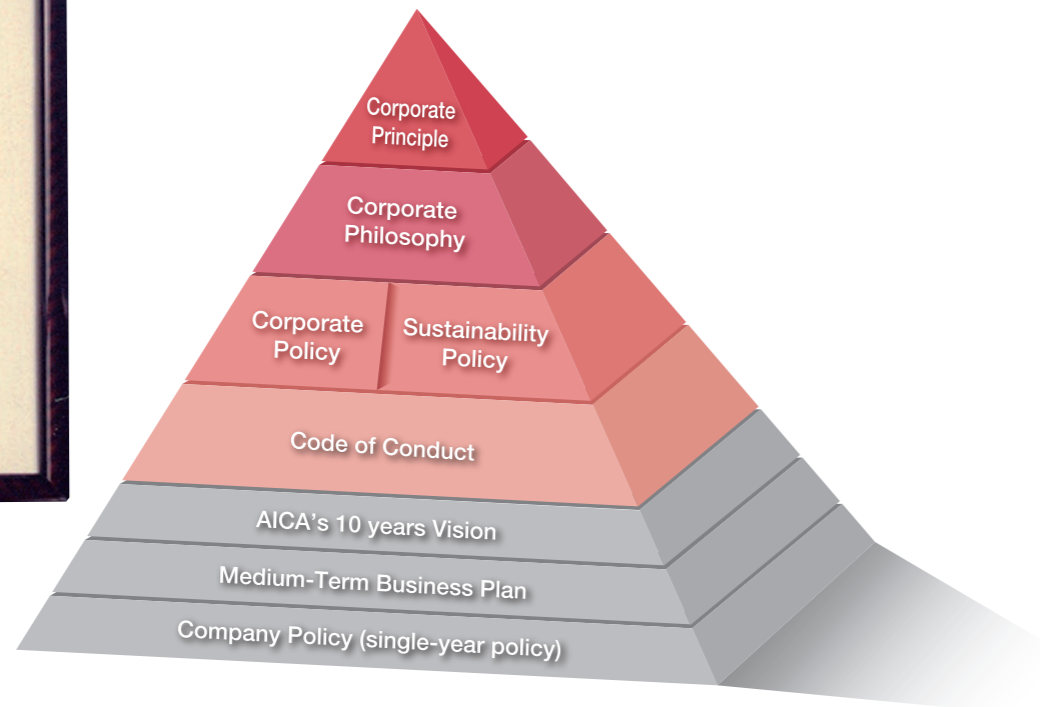 Corporate
Principle
Corporate
Philosophy
Corporate
Policy
Sustainability
Policy
Code of Conduct
AICA's 10 years Vision
Medium-Term Business Plan
Company Policy (single-year policy)